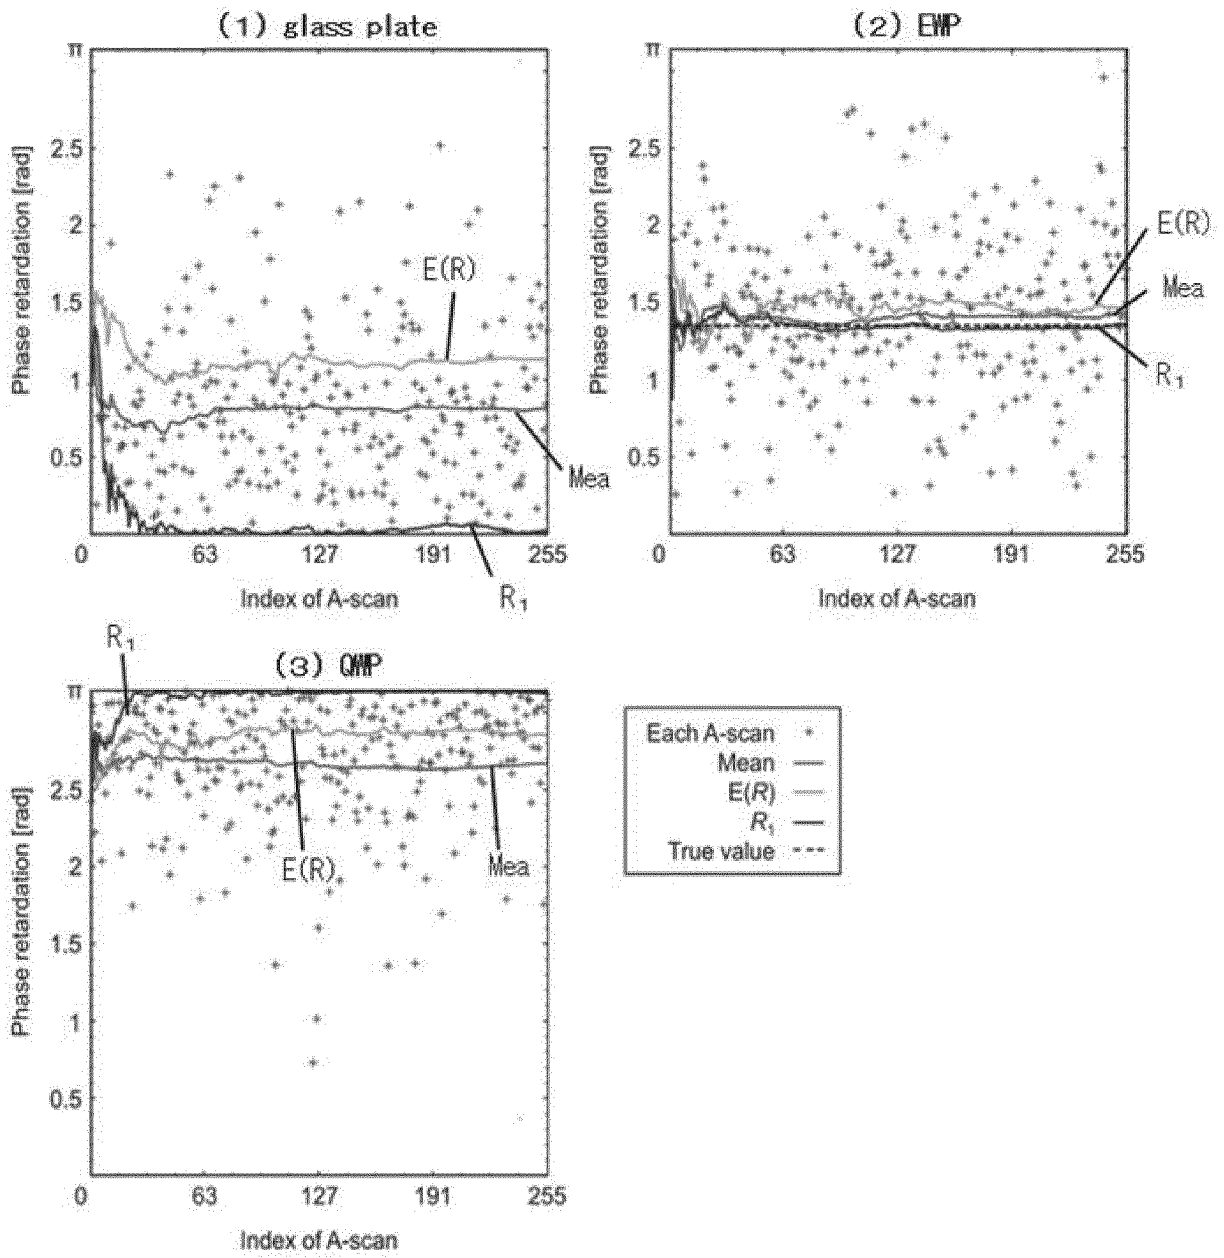 (1) glass plate
π
2.5
2
1.5
1
0.5
Phase retardation [rad]
E(R)
Mea
R₁
0 63 127 191 255
Index of A-scan
(2) EWP
π
2.5
2
1.5
1
0.5
Phase retardation [rad]
E(R)
Mea
R₁
0 63 127 191 255
Index of A-scan
R₁
(3) QWP
π
2.5
2
1.5
1
0.5
Phase retardation [rad]
E(R)
Mea
0 63 127 191 255
Index of A-scan
Each A-scan
Mean
E(R)
R₁
True value